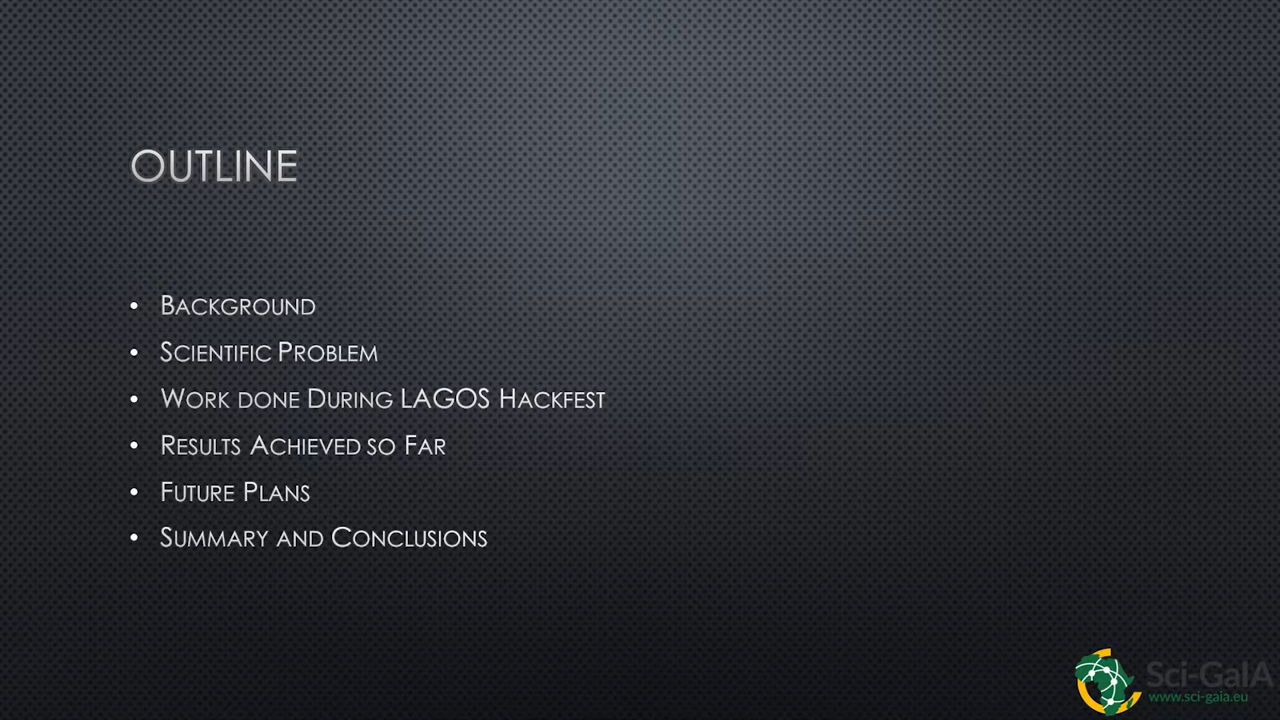 OUTLINE
• Background
• Scientific Problem
• Work done During LAGOS Hackfest
• Results Achieved so Far
• Future Plans
• Summary and Conclusions
Sci-GaIA
www.sci-gaia.eu